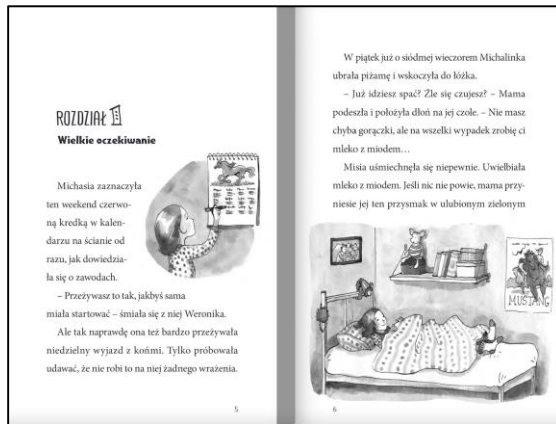 ROZDZIAŁ 1
Wielkie oczekiwanie
Michasia zaznaczyła
ten weekend czerwo-
ną kredką w kalen-
darzu na ścianie od
razu, jak dowiedzia-
ła się o zawodach.
– Przeżywasz to tak, jakbyś sama
miała startować – śmiała się z niej Weronika.
Ale tak naprawdę ona też bardzo przeżywała
niedzielny wyjazd z końmi. Tylko próbowała
udawać, że nie robi to na niej żadnego wrażenia.
5
W piątek już o siódmej wieczorem Michalinka
ubrała piżamę i wskoczyła do łóżka.
– Już idziesz spać? Źle się czujesz? – Mama
podeszła i położyła dłoń na jej czole. – Nie masz
chyba gorączki, ale na wszelki wypadek zrobię ci
mleko z miodem…
Misia uśmiechnęła się niepewnie. Uwielbiała
mleko z miodem. Jeśli nic nie powie, mama przy-
niesie jej ten przysmak w ulubionym zielonym
MUSTANG
6